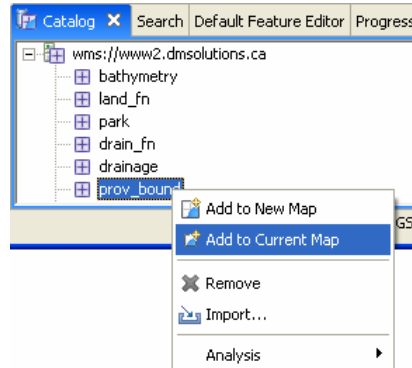 Catalog Search Default Feature Editor Progress
wms://www2.dmsolutions.ca
bathymetry
land_fn
park
drain_fn
drainage
prov_bound
Add to New Map
Add to Current Map
GS
Remove
Import...
Analysis